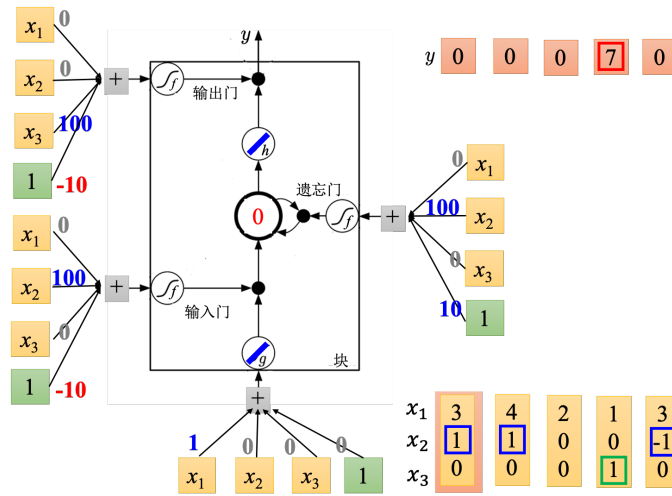 x₁ 0
x₂ 0
x₃ 100
1 -10
+ f 输出门
y
h
y 0 0 0 7 0
x₁ 0
x₂ 100
x₃ 0
1 -10
+ f 输入门
0
遗忘门
f +
0 x₁
100 x₂
0 x₃
10 1
g
块
+
1 0 0 0
x₁ x₂ x₃ 1
x₁ 3 4 2 1 3
x₂ 1 1 0 0 -1
x₃ 0 0 0 1 0